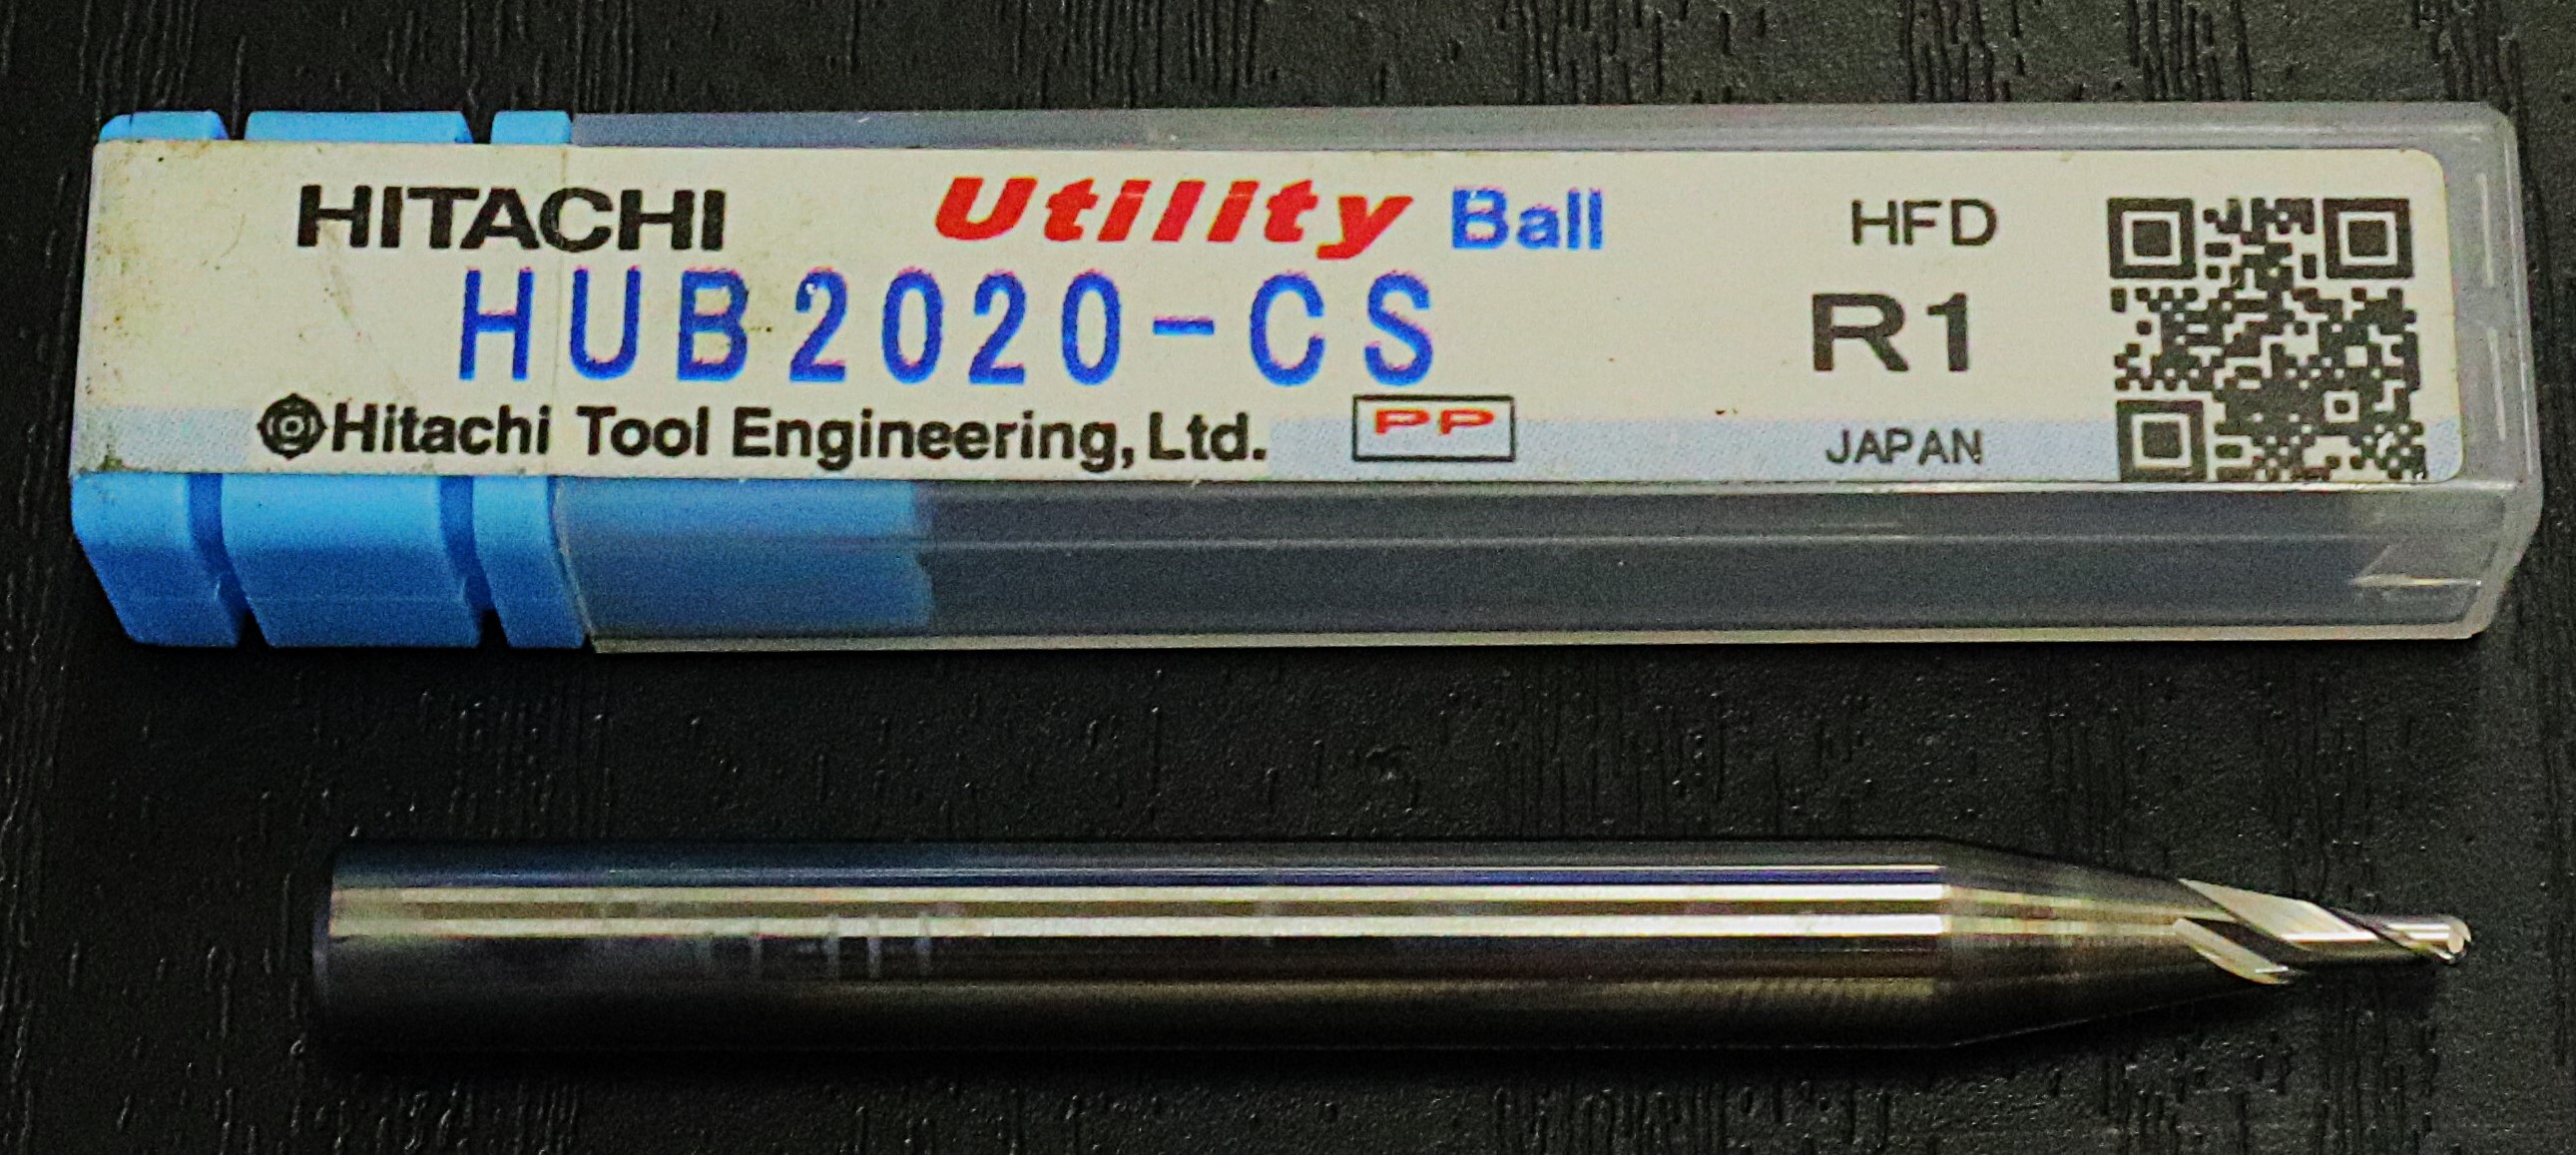 HITACHI Utility Ball HFD
HUB2020-CS R1
Hitachi Tool Engineering, Ltd. PP JAPAN